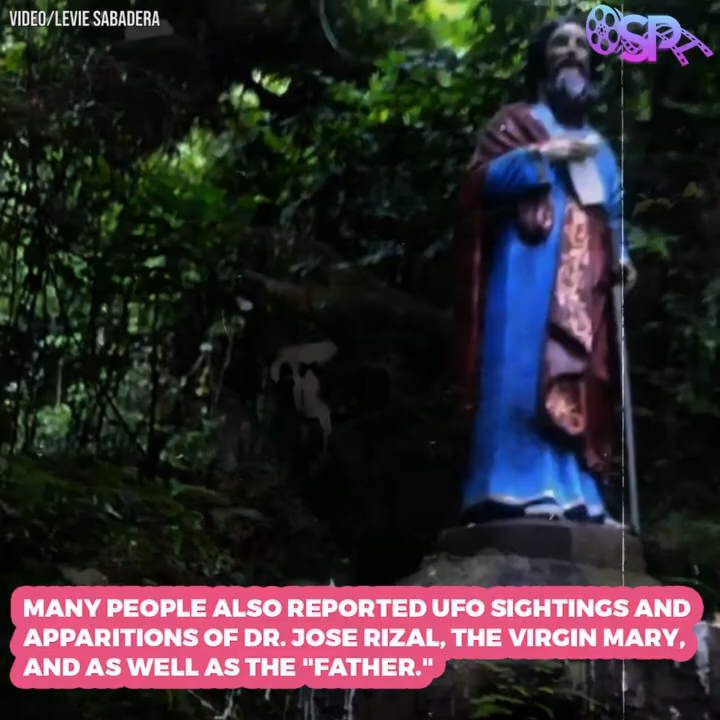 VIDEO/LEVIE SABADERA
OSPT
MANY PEOPLE ALSO REPORTED UFO SIGHTINGS AND
APPARITIONS OF DR. JOSE RIZAL, THE VIRGIN MARY,
AND AS WELL AS THE "FATHER."